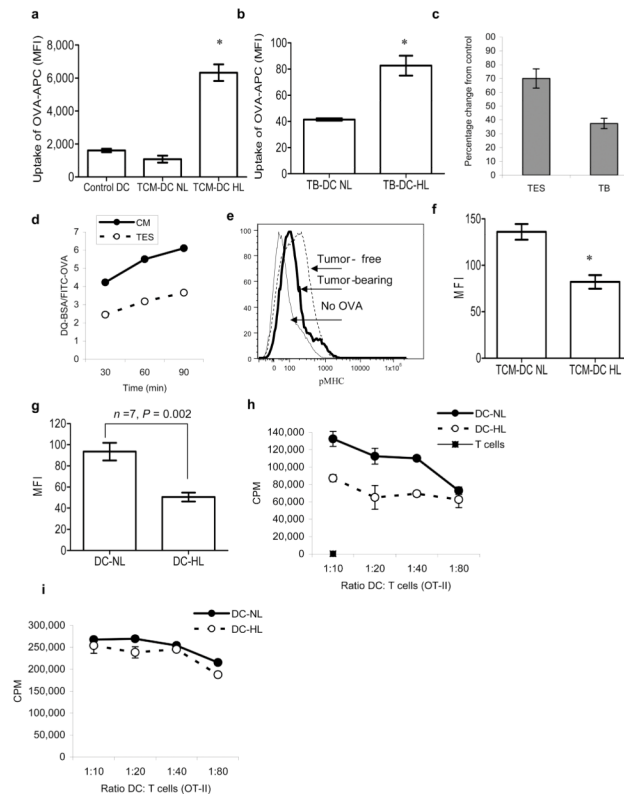 a
Uptake of OVA-APC (MFI)
8,000
6,000
4,000
2,000
0
*
Control DC TCM-DC NL TCM-DC HL
b
Uptake of OVA-APC (MFI)
100
80
60
40
20
0
*
TB-DC NL TB-DC-HL
c
Percentage change from control
00
90
80
70
60
50
40
30
20
10
0
TES TB
d
CM
TES
DQ-BSA/FITC-OVA
7
6
5
4
3
2
1
0
30 60 90
Time (min)
e
100
80
60
40
20
0
Tumor- free
Tumor-bearing
No OVA
0 100 1000 10000
pMHC
f
MFI
150
100
50
0
*
TCM-DC NL TCM-DC HL
g
n =7, P = 0.002
MFI
120
100
80
60
40
20
0
DC-NL DC-HL
h
DC-NL
DC-HL
T cells
CPM
140,000
120,000
100,000
80,000
60,000
40,000
20,000
0
1:10 1:20 1:40 1:80
Ratio DC: T cells (OT-II)
i
DC-NL
DC-HL
CPM
300,000
250,000
200,000
150,000
100,000
50,000
0
1:10 1:20 1:40 1:80
Ratio DC: T cells (OT-II)